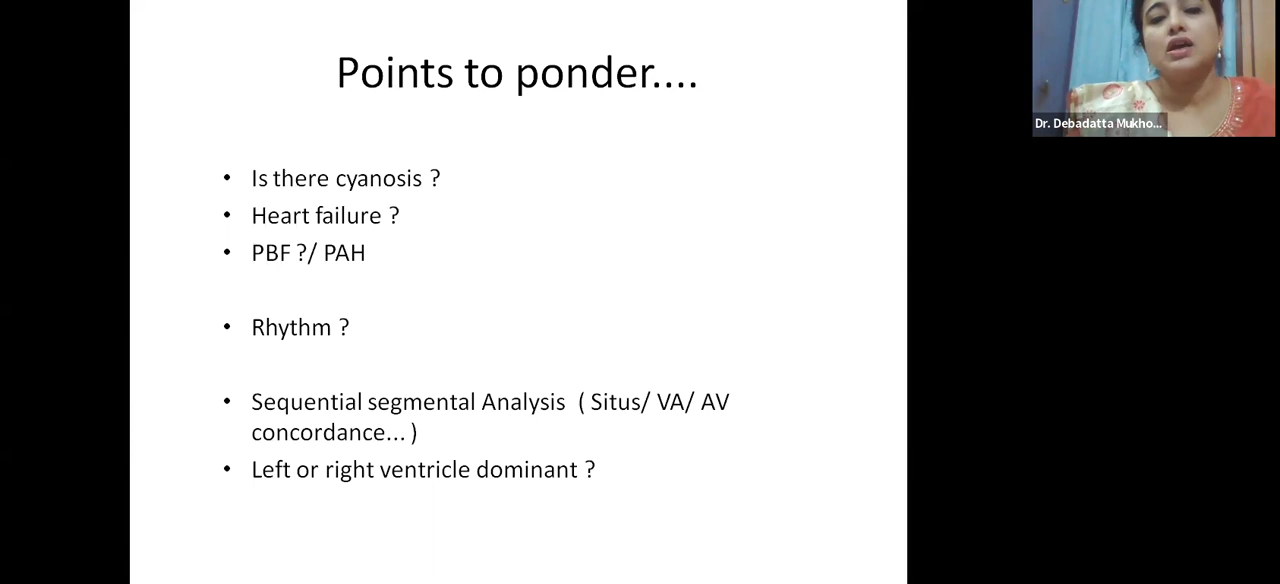 Points to ponder....
• Is there cyanosis ?
• Heart failure ?
• PBF ?/ PAH
• Rhythm ?
• Sequential segmental Analysis ( Situs/ VA/ AV
concordance... )
• Left or right ventricle dominant ?
Dr. Debadatta Mukho...